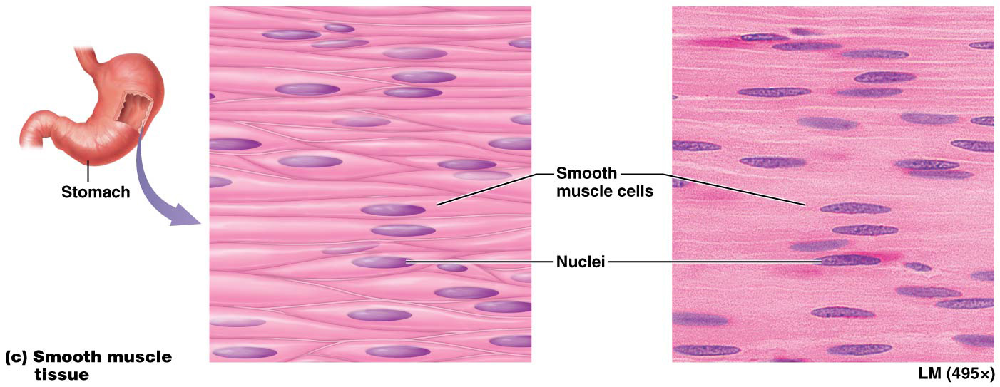 Stomach
Smooth
muscle cells
Nuclei
(c) Smooth muscle
tissue
LM (495×)